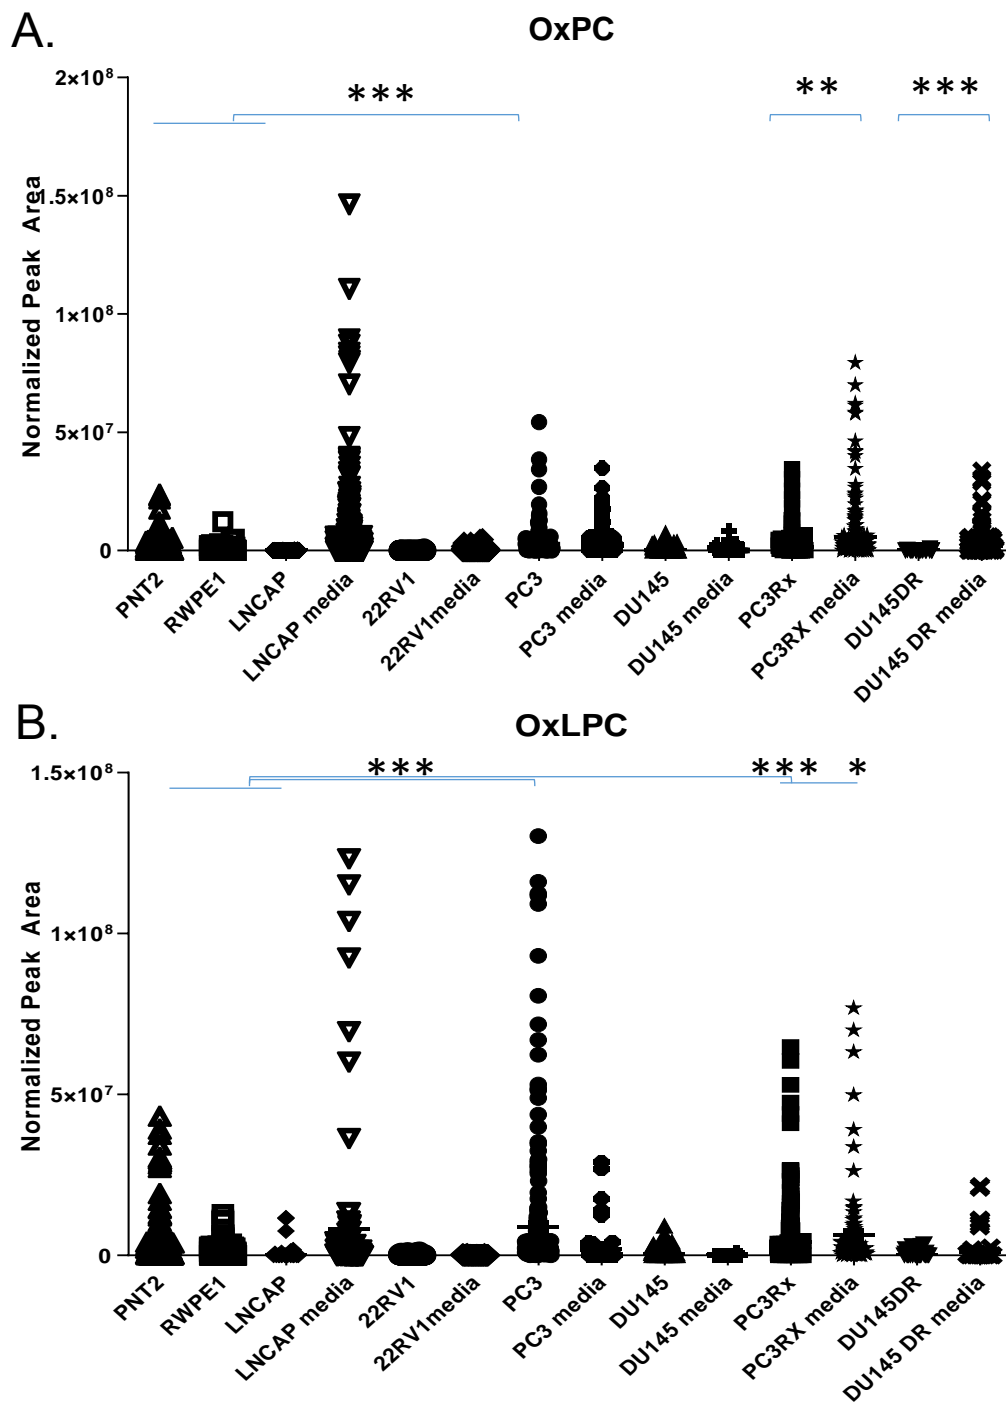 A.
OxPC
2×10⁸
1.5×10⁸
1×10⁸
5×10⁷
0
Normalized Peak Area
*** ** ***
PNT2
RWPE1
LNCAP
LNCAP media
22RV1
22RV1media
PC3
PC3 media
DU145
DU145 media
PC3Rx
PC3RX media
DU145DR
DU145 DR media
B.
OxLPC
1.5×10⁸
1×10⁸
5×10⁷
0
Normalized Peak Area
*** *** *
PNT2
RWPE1
LNCAP
LNCAP media
22RV1
22RV1media
PC3
PC3 media
DU145
DU145 media
PC3Rx
PC3RX media
DU145DR
DU145 DR media